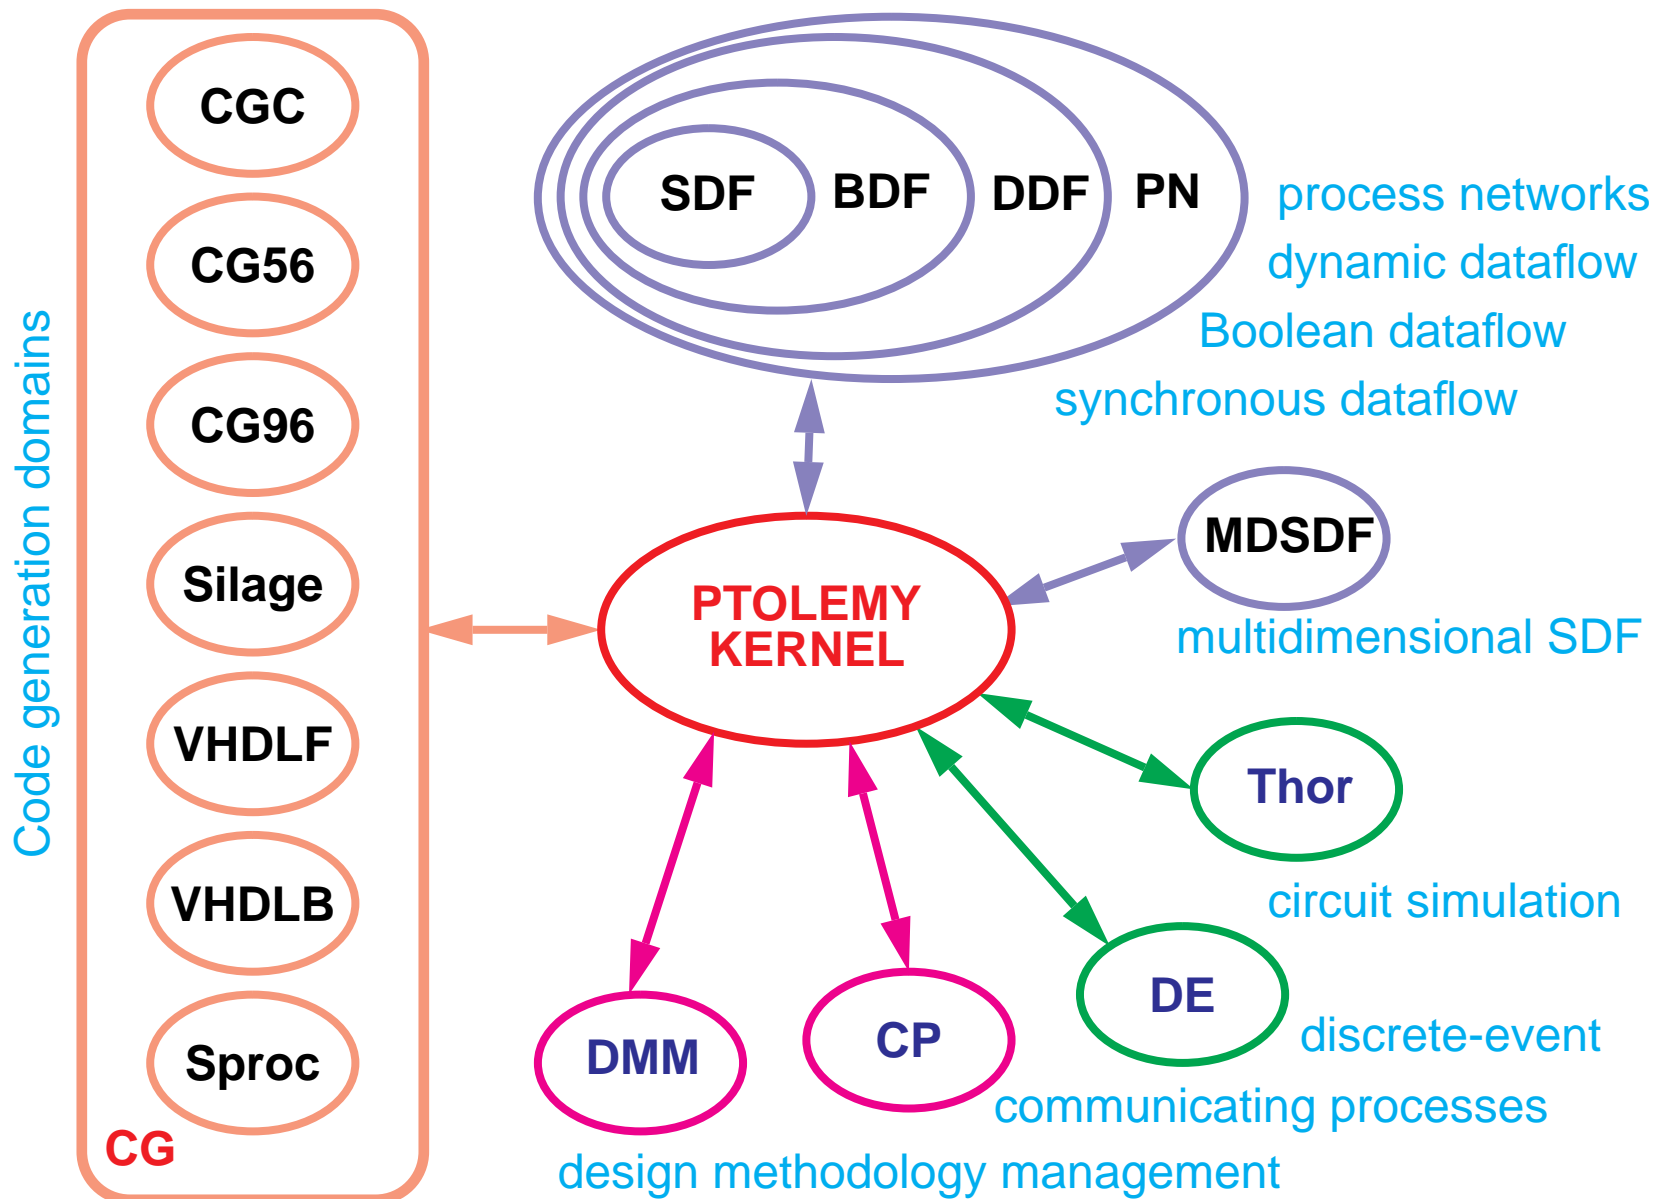 Code generation domains
CGC
CG56
CG96
Silage
VHDLF
VHDLB
Sproc
CG
SDF BDF DDF PN
process networks
dynamic dataflow
Boolean dataflow
synchronous dataflow
PTOLEMY
KERNEL
MDSDF
multidimensional SDF
Thor
circuit simulation
DE
discrete-event
CP
communicating processes
DMM
design methodology management